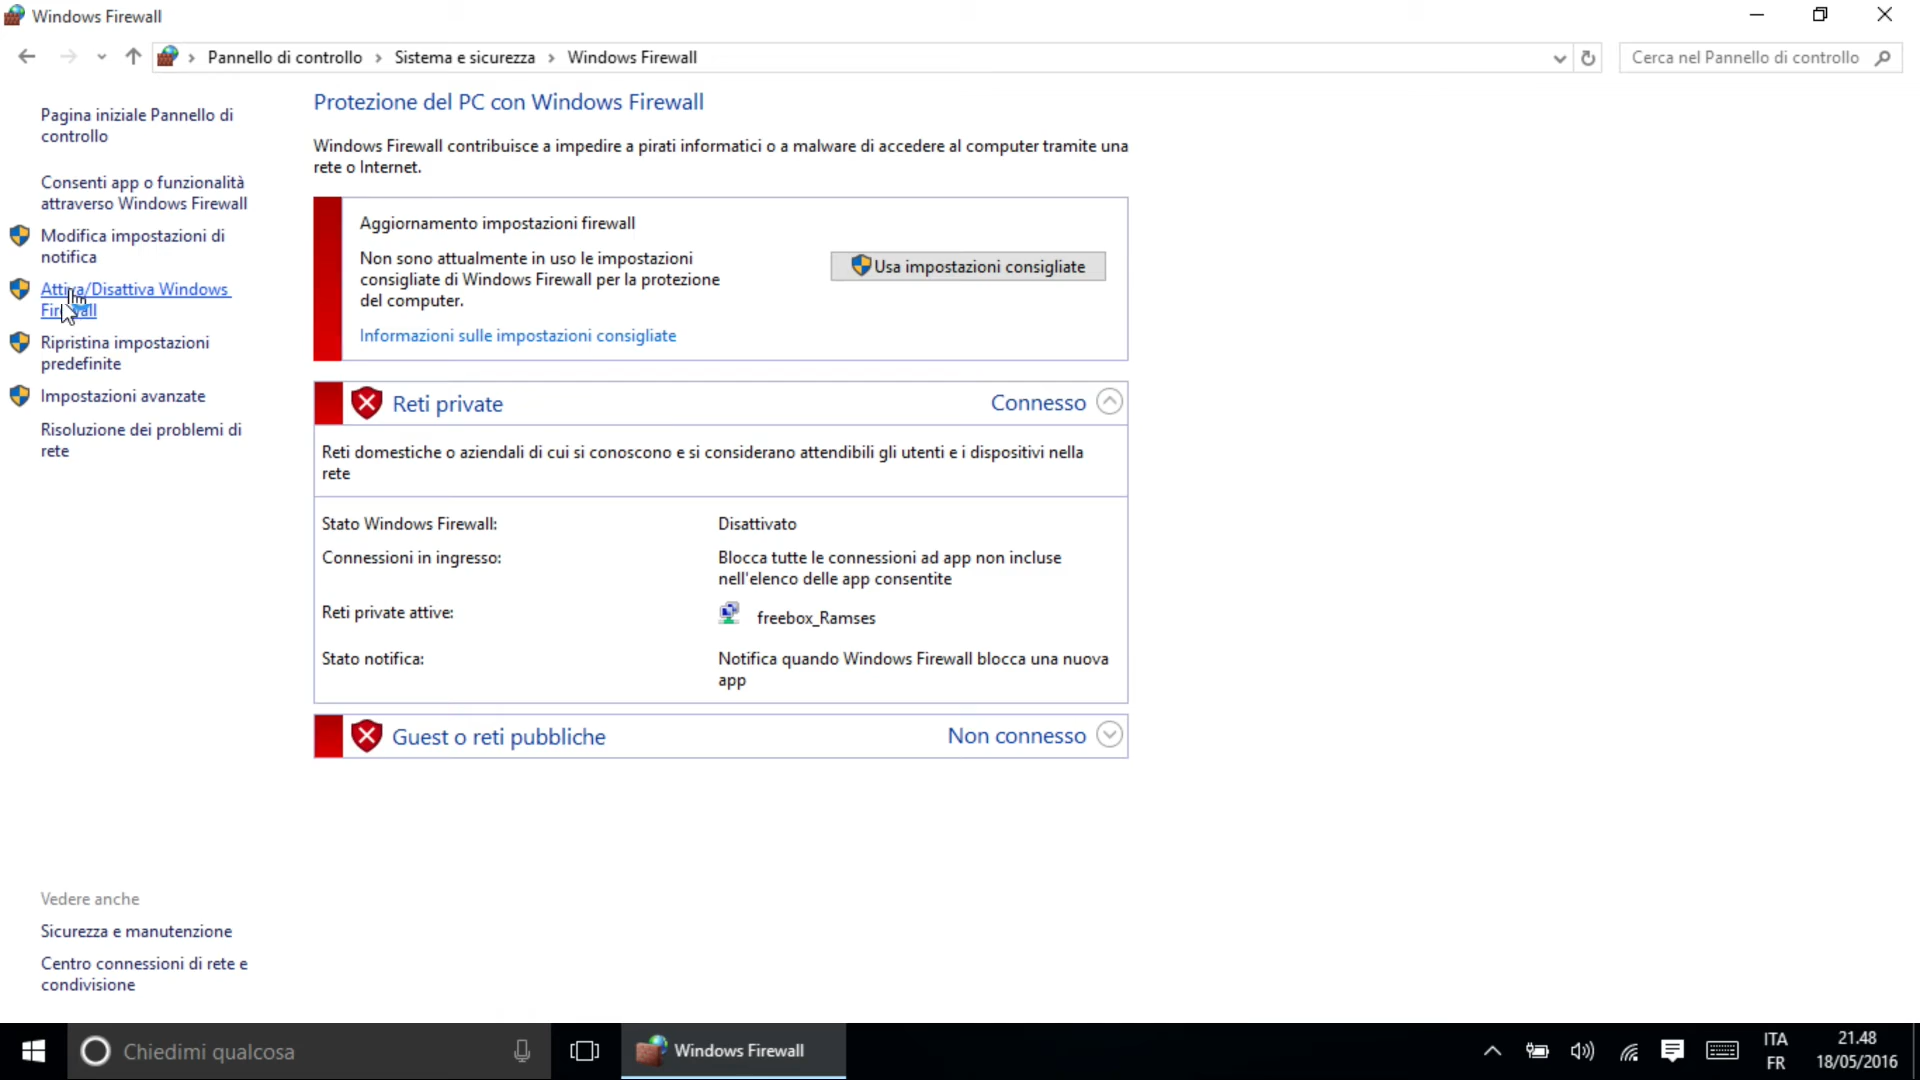 Windows Firewall
Pannello di controllo
Sistema e sicurezza
Windows Firewall
Cerca nel Pannello di controllo
Pagina iniziale Pannello di
controllo
Consenti app o funzionalità
attraverso Windows Firewall
Modifica impostazioni di
notifica
Attiva/Disattiva Windows
Firewall
Ripristina impostazioni
predefinite
Impostazioni avanzate
Risoluzione dei problemi di
rete
Protezione del PC con Windows Firewall
Windows Firewall contribuisce a impedire a pirati informatici o a malware di accedere al computer tramite una
rete o Internet.
Aggiornamento impostazioni firewall
Non sono attualmente in uso le impostazioni
consigliate di Windows Firewall per la protezione
del computer.
Usa impostazioni consigliate
Informazioni sulle impostazioni consigliate
Reti private
Connesso
Reti domestiche o aziendali di cui si conoscono e si considerano attendibili gli utenti e i dispositivi nella
rete
Stato Windows Firewall:
Disattivato
Connessioni in ingresso:
Blocca tutte le connessioni ad app non incluse
nell'elenco delle app consentite
Reti private attive:
freebox_Ramses
Stato notifica:
Notifica quando Windows Firewall blocca una nuova
app
Guest o reti pubbliche
Non connesso
Vedere anche
Sicurezza e manutenzione
Centro connessioni di rete e
condivisione
Chiedimi qualcosa
Windows Firewall
ITA
FR
21.48
18/05/2016